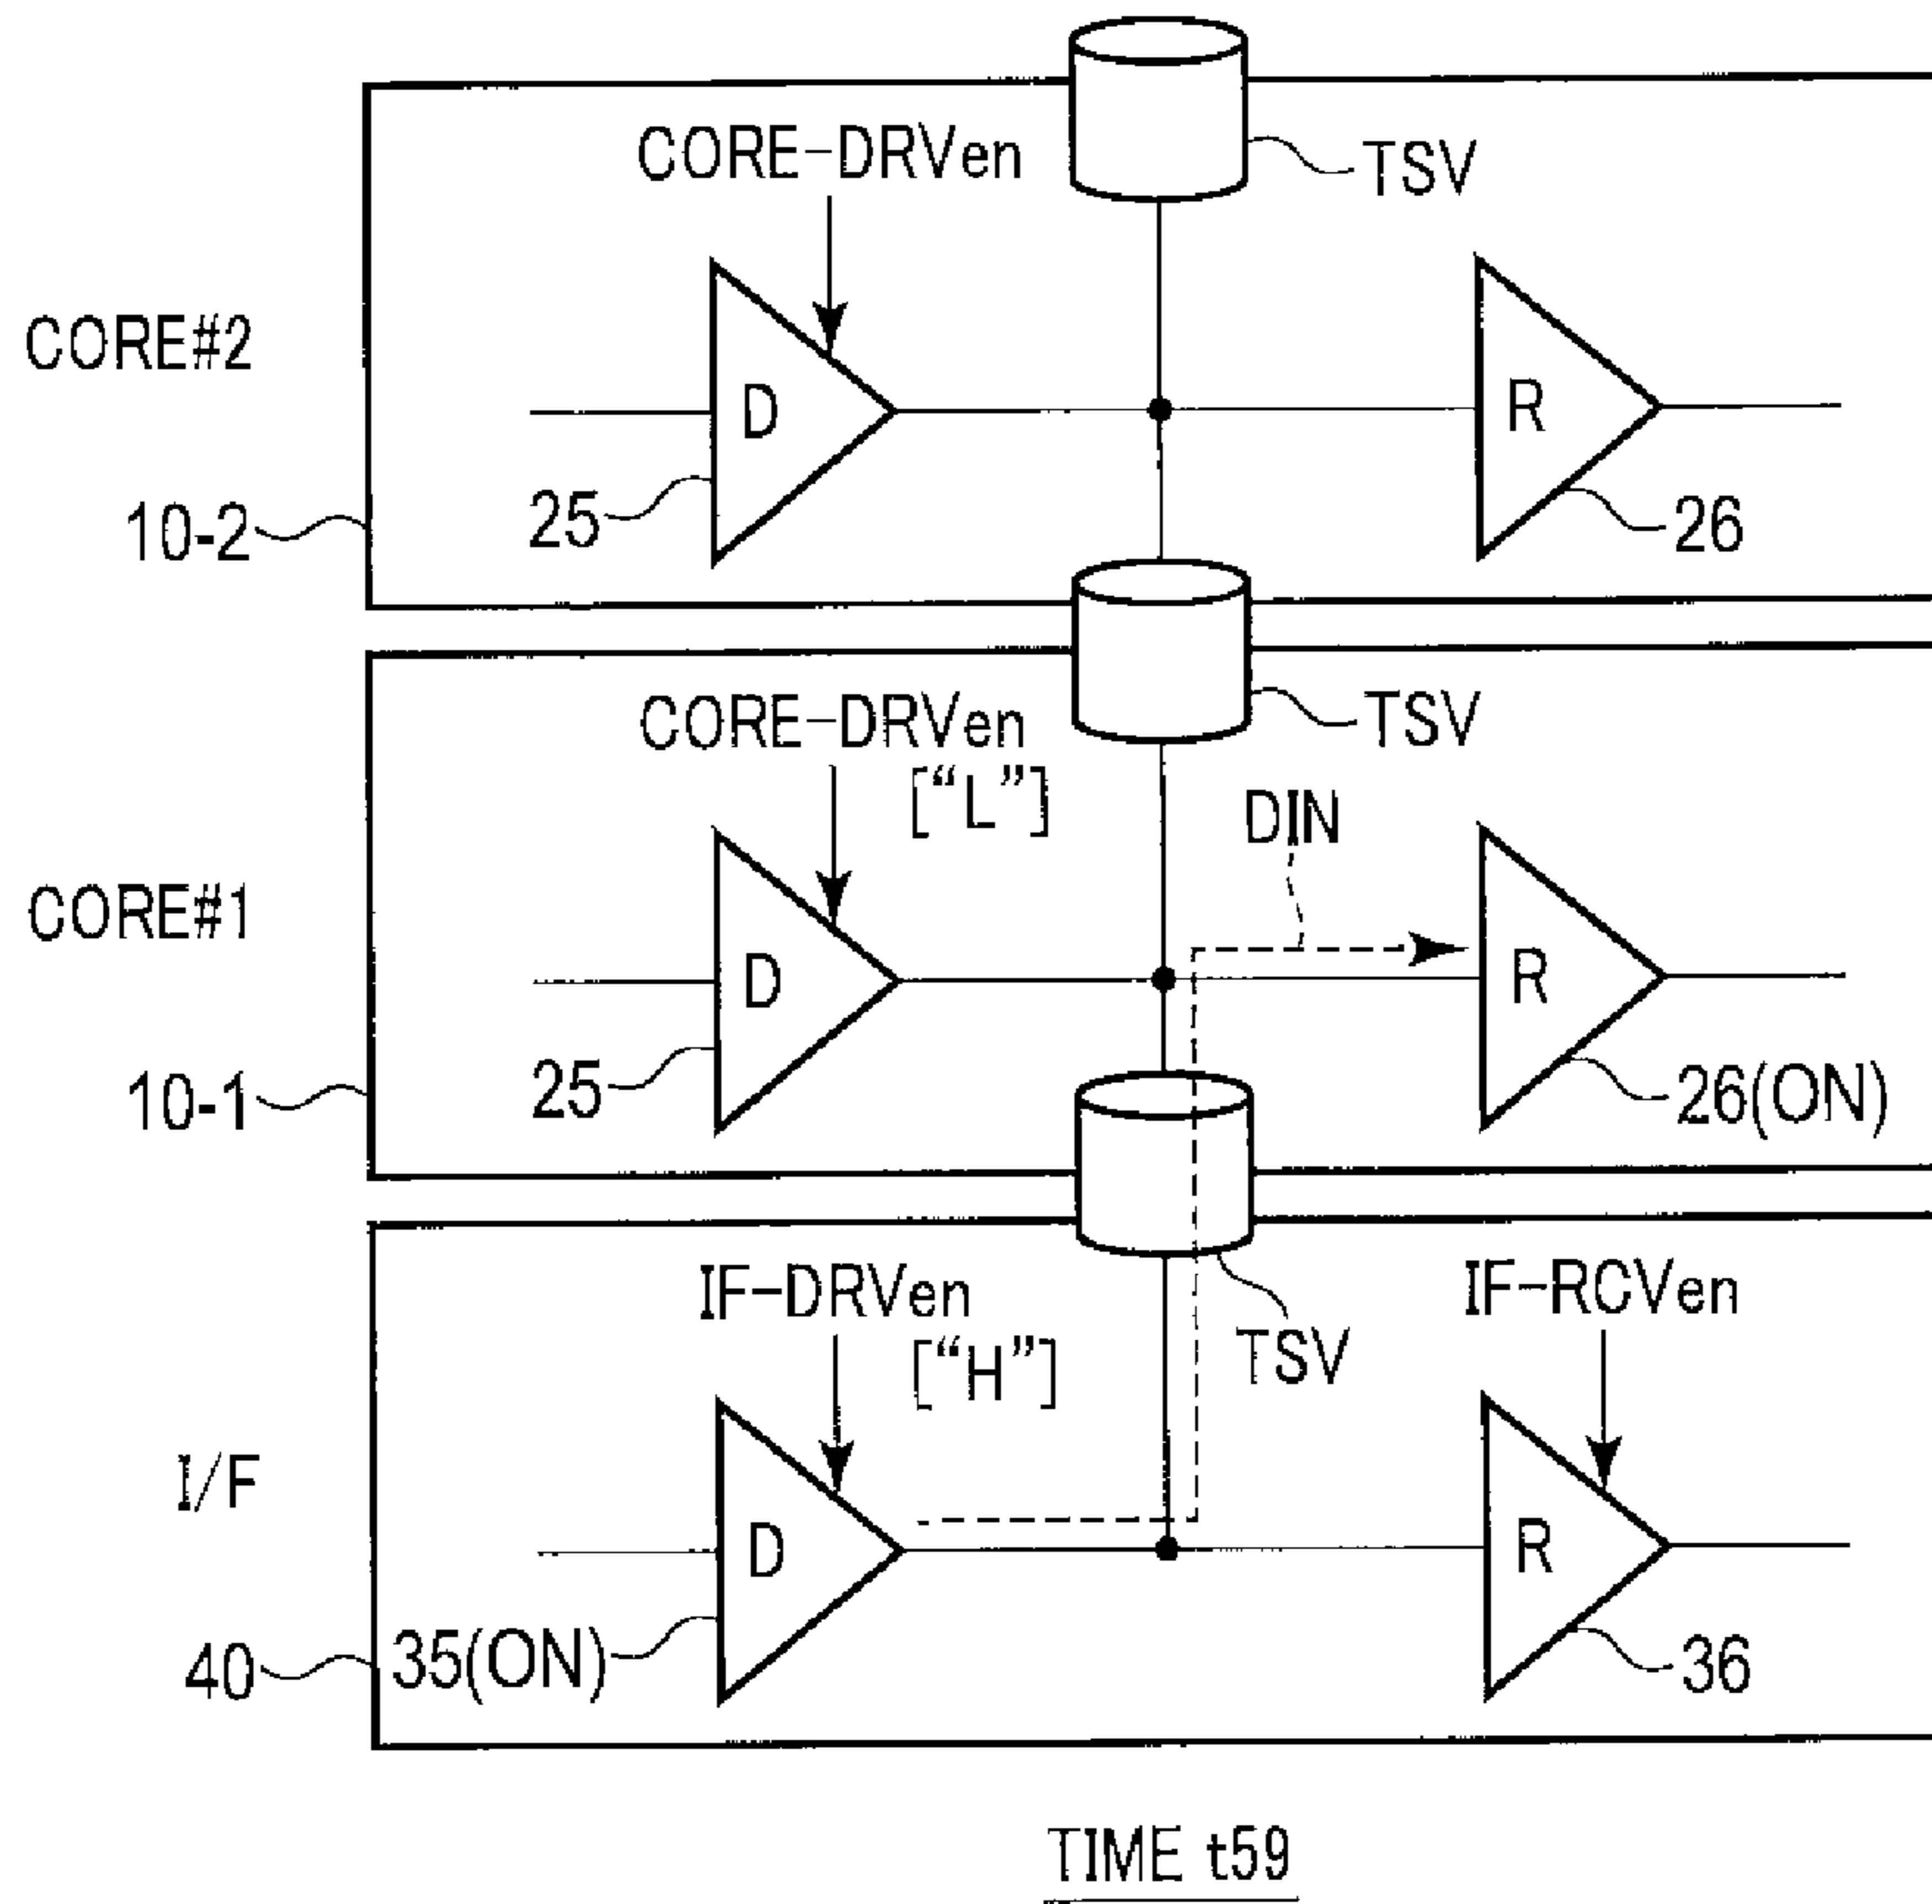 CORE-DRVen
TSV
CORE#2
D
R
25
26
10-2
CORE-DRVen
["L"]
TSV
DIN
CORE#1
D
R
25
26(ON)
10-1
IF-DRVen
["H"]
TSV
IF-RCVen
I/F
D
R
35(ON)
36
40
TIME t59